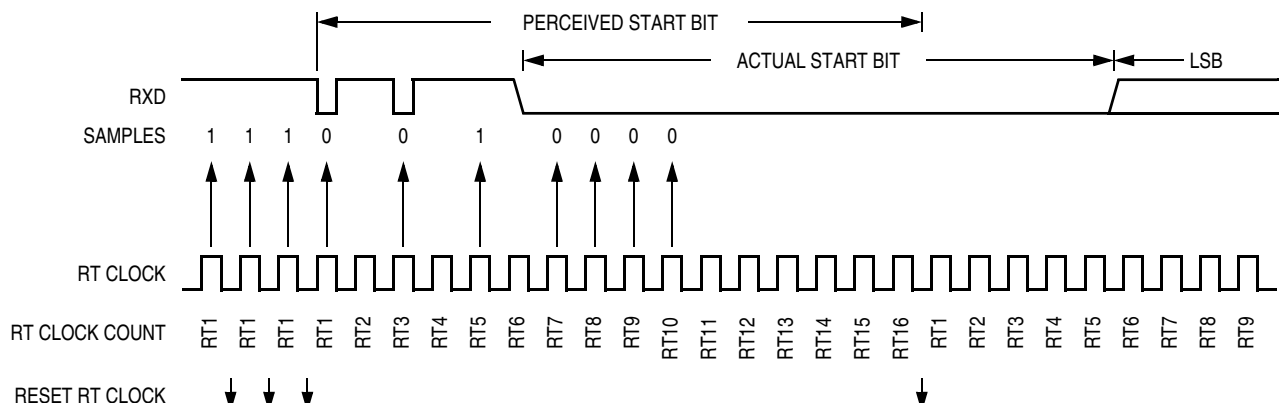 PERCEIVED START BIT
ACTUAL START BIT
LSB
RXD
SAMPLES 1 1 1 0 0 1 0 0 0 0
RT CLOCK
RT CLOCK COUNT RT1 RT1 RT1 RT1 RT2 RT3 RT4 RT5 RT6 RT7 RT8 RT9 RT10 RT11 RT12 RT13 RT14 RT15 RT16 RT1 RT2 RT3 RT4 RT5 RT6 RT7 RT8 RT9
RESET RT CLOCK